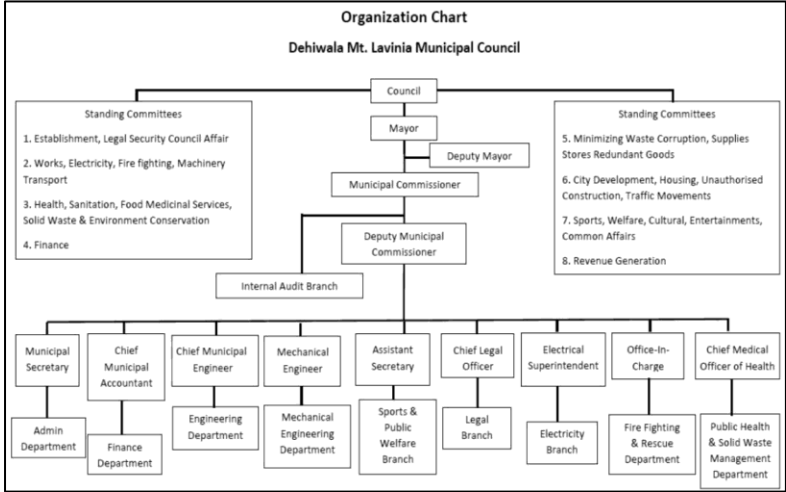 Organization Chart
Dehiwala Mt. Lavinia Municipal Council
Council
Standing Committees
1. Establishment, Legal Security Council Affair
2. Works, Electricity, Fire fighting, Machinery
Transport
3. Health, Sanitation, Food Medicinal Services,
Solid Waste & Environment Conservation
4. Finance
Standing Committees
5. Minimizing Waste Corruption, Supplies
Stores Redundant Goods
6. City Development, Housing, Unauthorised
Construction, Traffic Movements
7. Sports, Welfare, Cultural, Entertainments,
Common Affairs
8. Revenue Generation
Mayor
Deputy Mayor
Municipal Commissioner
Deputy Municipal
Commissioner
Internal Audit Branch
Municipal
Secretary
Chief
Municipal
Accountant
Chief Municipal
Engineer
Mechanical
Engineer
Assistant
Secretary
Chief Legal
Officer
Electrical
Superintendent
Office-In-
Charge
Chief Medical
Officer of Health
Admin
Department
Finance
Department
Engineering
Department
Mechanical
Engineering
Department
Sports &
Public
Welfare
Branch
Legal
Branch
Electricity
Branch
Fire Fighting
& Rescue
Department
Public Health
& Solid Waste
Management
Department